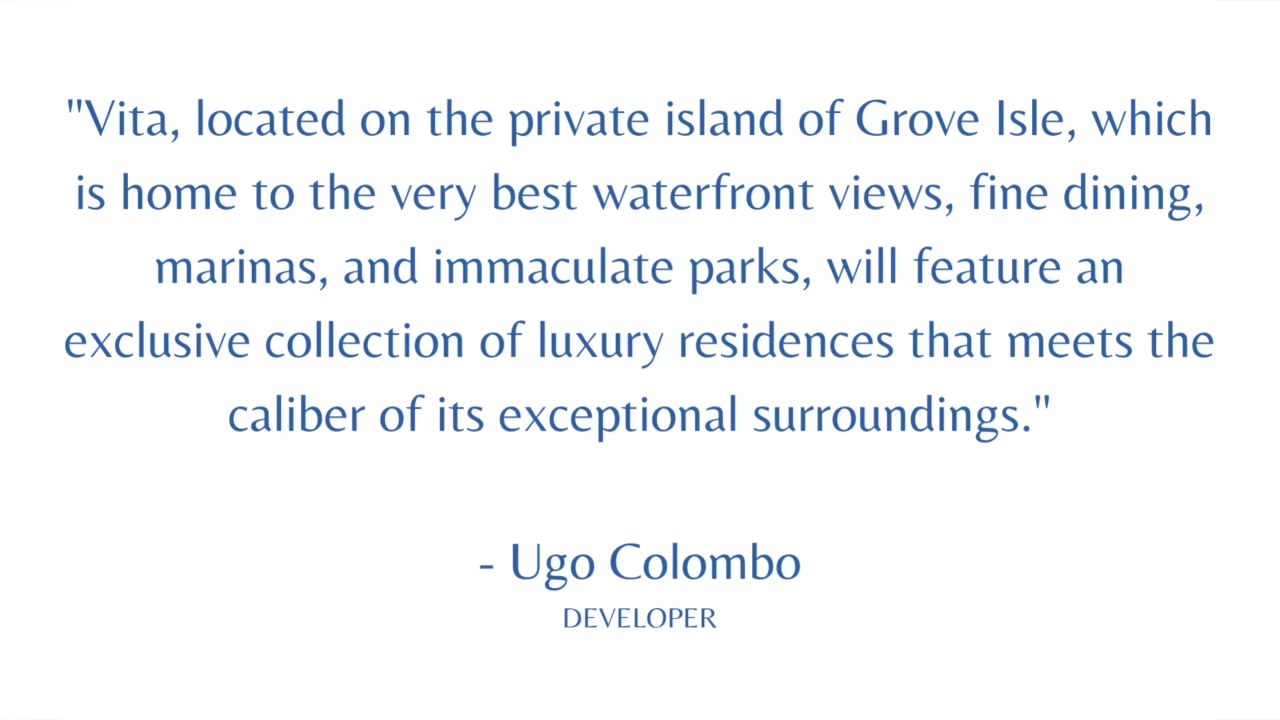 "Vita, located on the private island of Grove Isle, which
is home to the very best waterfront views, fine dining,
marinas, and immaculate parks, will feature an
exclusive collection of luxury residences that meets the
caliber of its exceptional surroundings."
- Ugo Colombo
DEVELOPER